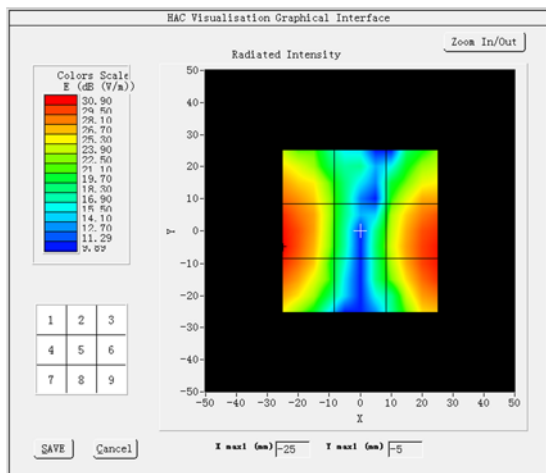 HAC Visualisation Graphical Interface
Zoom In/Out
Radiated Intensity
Colors Scale
E (dB (V/m))
30.90
29.50
28.10
26.70
25.30
23.90
22.50
21.10
19.70
18.30
16.90
15.50
14.10
12.70
11.29
9.89
50
40
30
20
10
0
-10
-20
-30
-40
-50
Y
-50 -40 -30 -20 -10 0 10 20 30 40 50
X
1 2 3
4 5 6
7 8 9
SAVE Cancel
X max1 (mm) -25 Y max1 (mm) -5